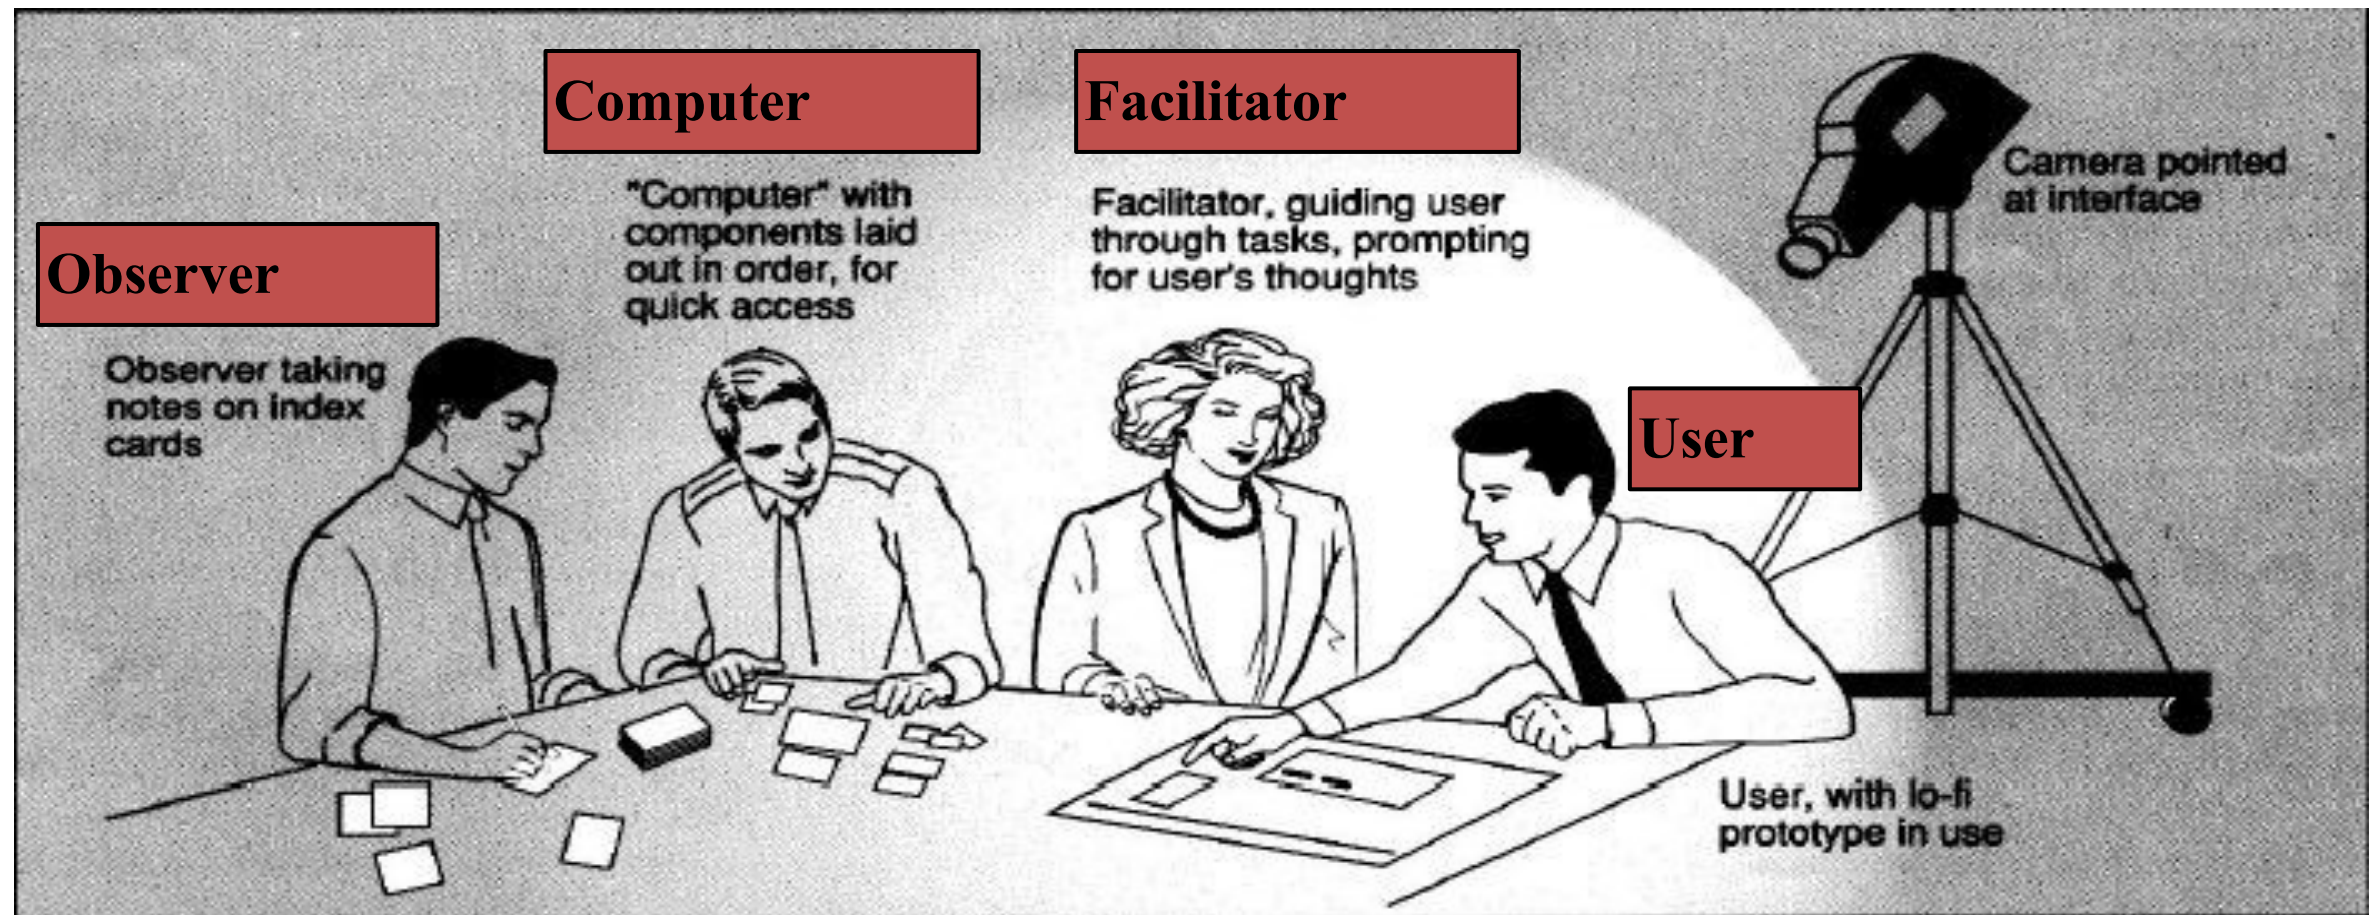 Computer
Facilitator
Observer
User
"Computer" with
components laid
out in order, for
quick access
Facilitator, guiding user
through tasks, prompting
for user's thoughts
Camera pointed
at interface
Observer taking
notes on index
cards
User, with lo-fi
prototype in use